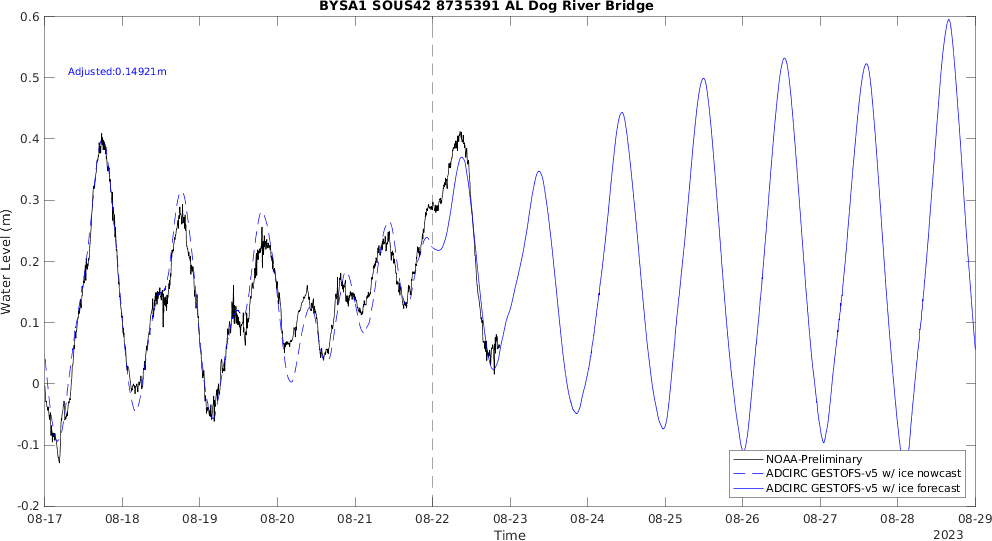 BYSA1 SOUS42 8735391 AL Dog River Bridge
Adjusted:0.14921m
Water Level (m)
0.6
0.5
0.4
0.3
0.2
0.1
0
-0.1
-0.2
NOAA-Preliminary
ADCIRC GESTOFS-v5 w/ ice nowcast
ADCIRC GESTOFS-v5 w/ ice forecast
08-17 08-18 08-19 08-20 08-21 08-22 08-23 08-24 08-25 08-26 08-27 08-28 08-29
Time
2023